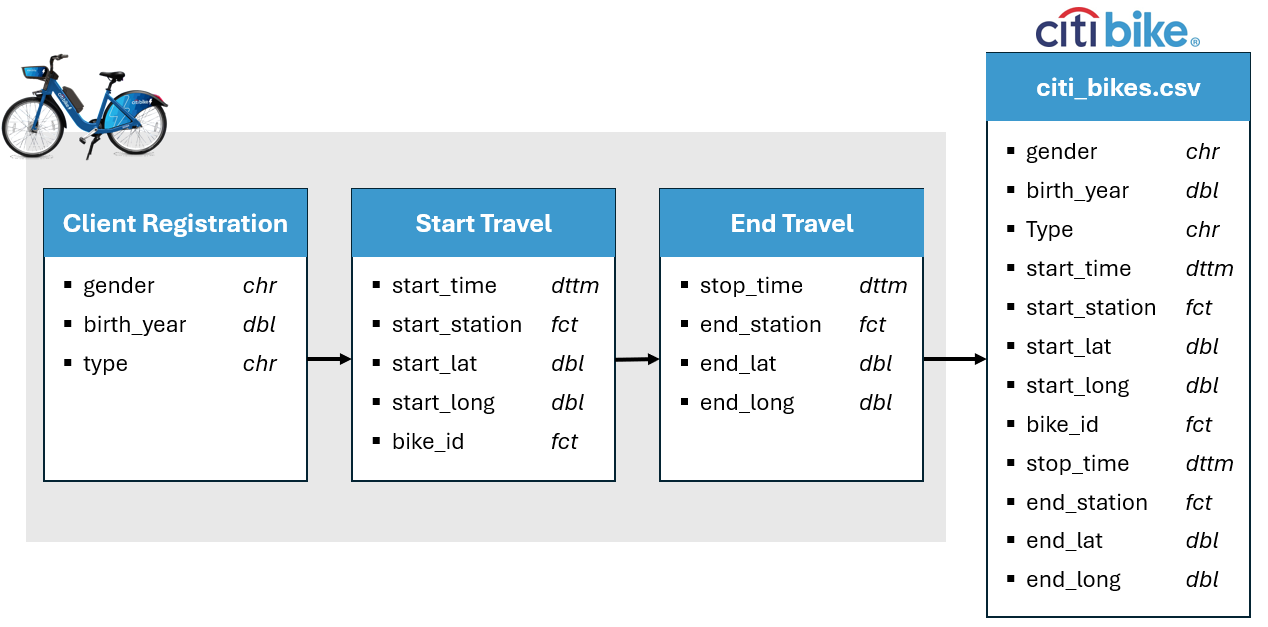 citi bike®
citi_bikes.csv
citi bike
Client Registration
gender chr
birth_year dbl
type chr
Start Travel
start_time dttm
start_station fct
start_lat dbl
start_long dbl
bike_id fct
End Travel
stop_time dttm
end_station fct
end_lat dbl
end_long dbl
gender chr
birth_year dbl
Type chr
start_time dttm
start_station fct
start_lat dbl
start_long dbl
bike_id fct
stop_time dttm
end_station fct
end_lat dbl
end_long dbl